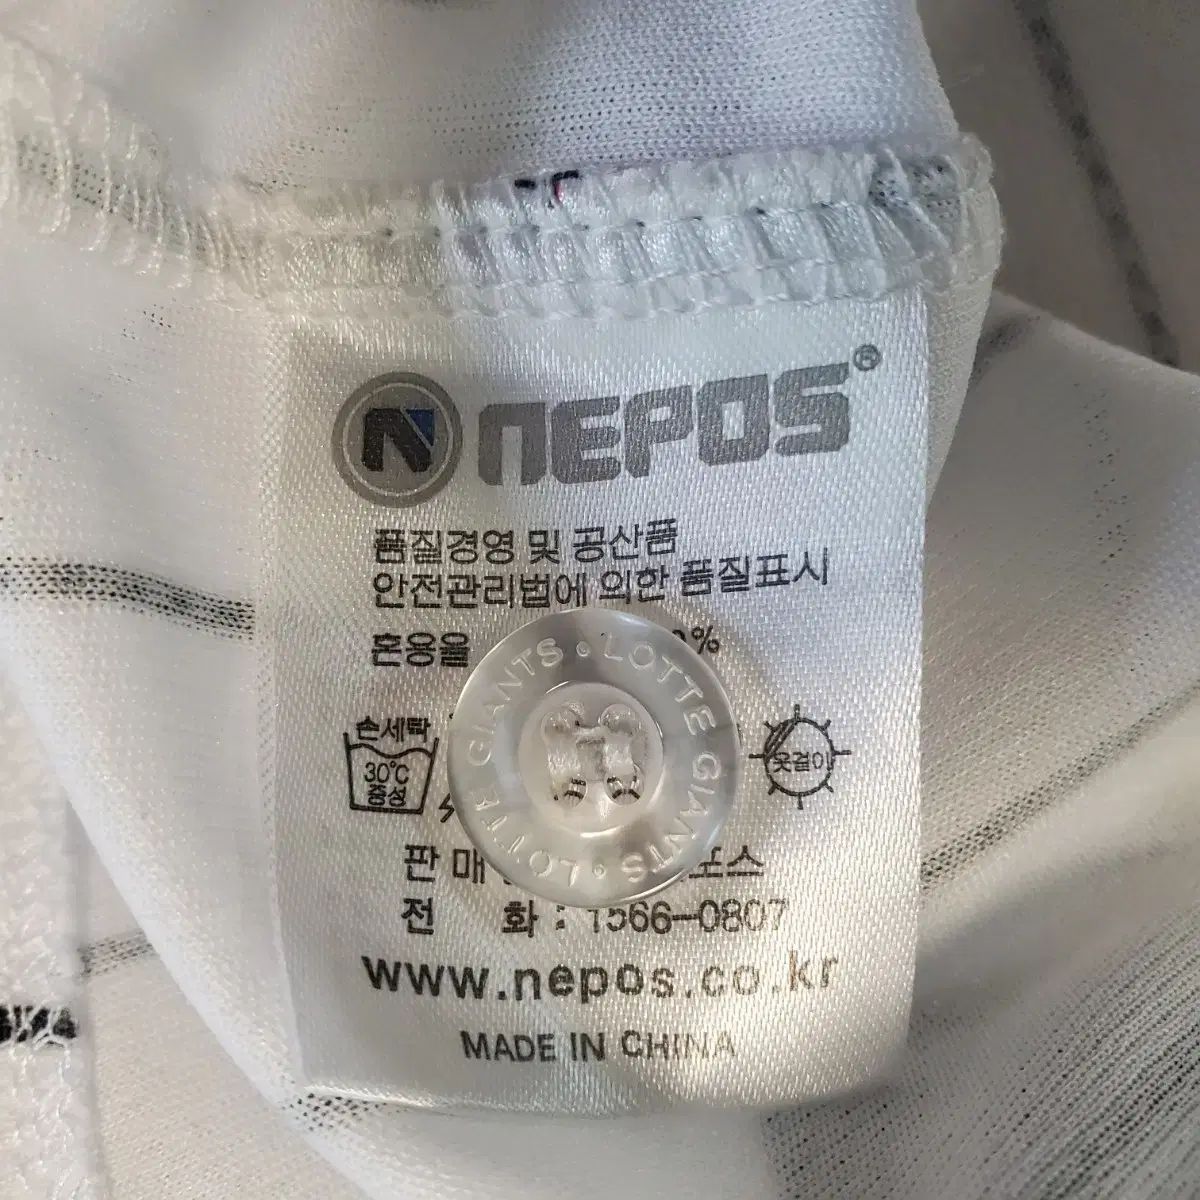 N nepos®
품질경영 및 공산품
안전관리법에 의한 품질표시
혼용율 %
손세탁
30℃
중성
옷걸이
LOTTE GIANTS • LOTTE GIANTS •
판 매
전 화 : 1566-0807
www.nepos.co.kr
MADE IN CHINA